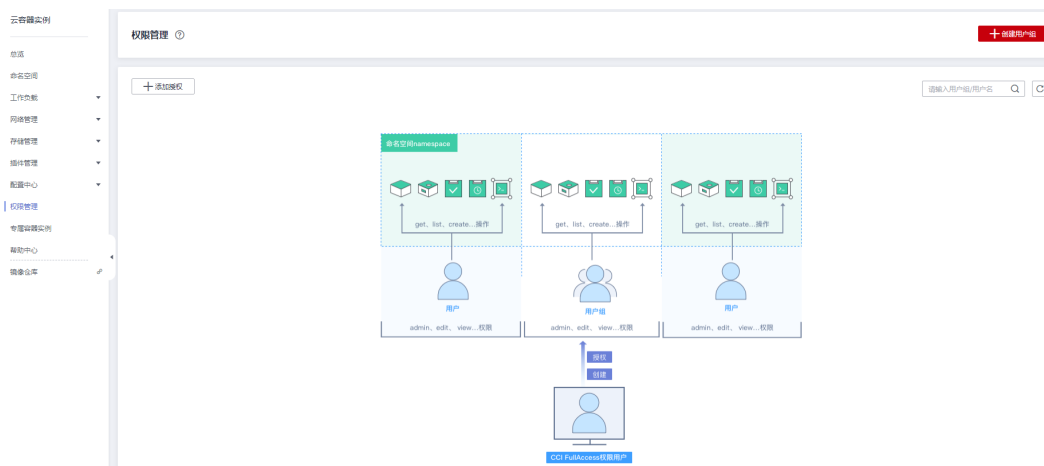 云容器实例
总览
命名空间
工作负载
网络管理
存储管理
插件管理
配置中心
权限管理
专属容器实例
帮助中心
镜像仓库
权限管理
创建用户组
添加授权
请输入用户组/用户名
命名空间namespace
get、list、create...操作
get、list、create...操作
get、list、create...操作
用户
用户组
用户
admin、edit、view...权限
admin、edit、view...权限
admin、edit、view...权限
授权
创建
CCI FullAccess权限用户